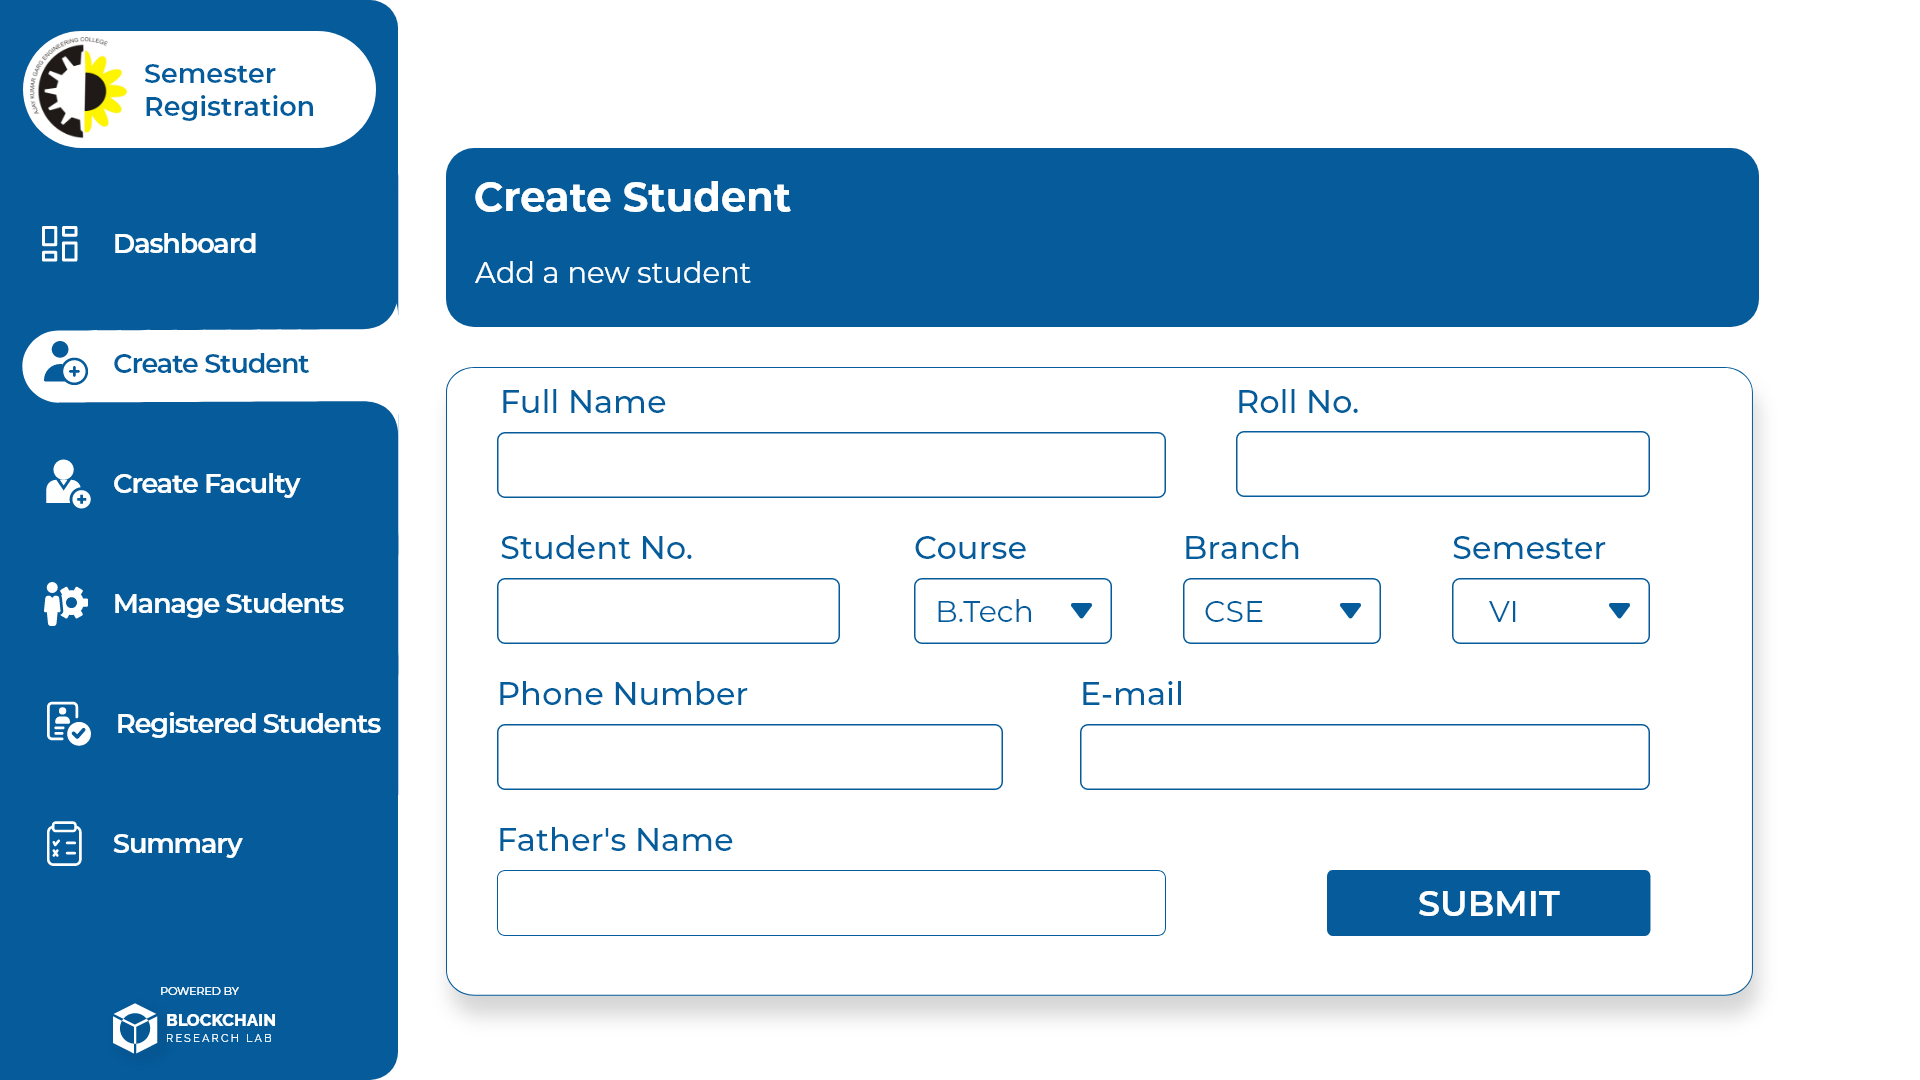 AJAY KUMAR GARG ENGINEERING COLLEGE
Semester
Registration
Dashboard
Create Student
Create Faculty
Manage Students
Registered Students
Summary
POWERED BY
BLOCKCHAIN
RESEARCH LAB
Create Student
Add a new student
Full Name
Roll No.
Student No.
Course
Branch
Semester
B.Tech
CSE
VI
Phone Number
E-mail
Father's Name
SUBMIT